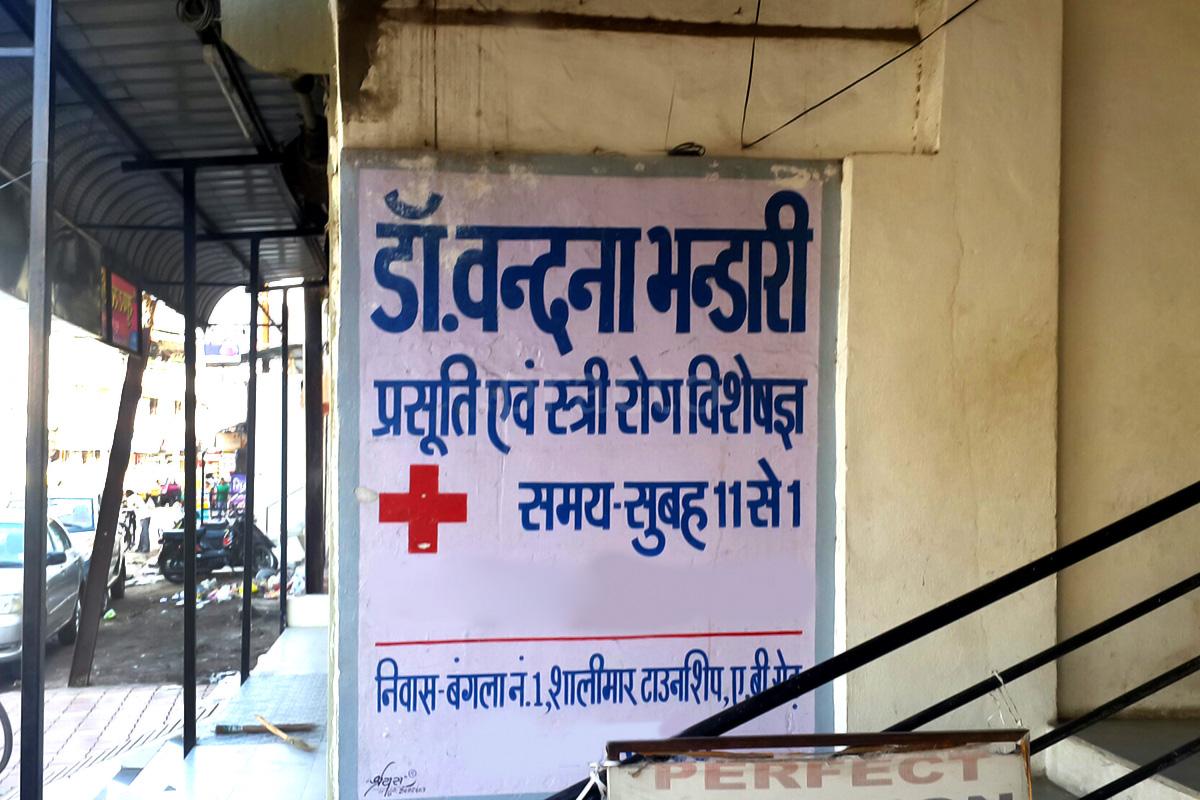 डॉ.वन्दना भन्डारी
प्रसूति एवं स्त्री रोग विशेषज्ञ
समय-सुबह 11 से 1
निवास-बंगला नं.1,शालीमार टाउनशिप,ए.बी.रोड़
PERFECT